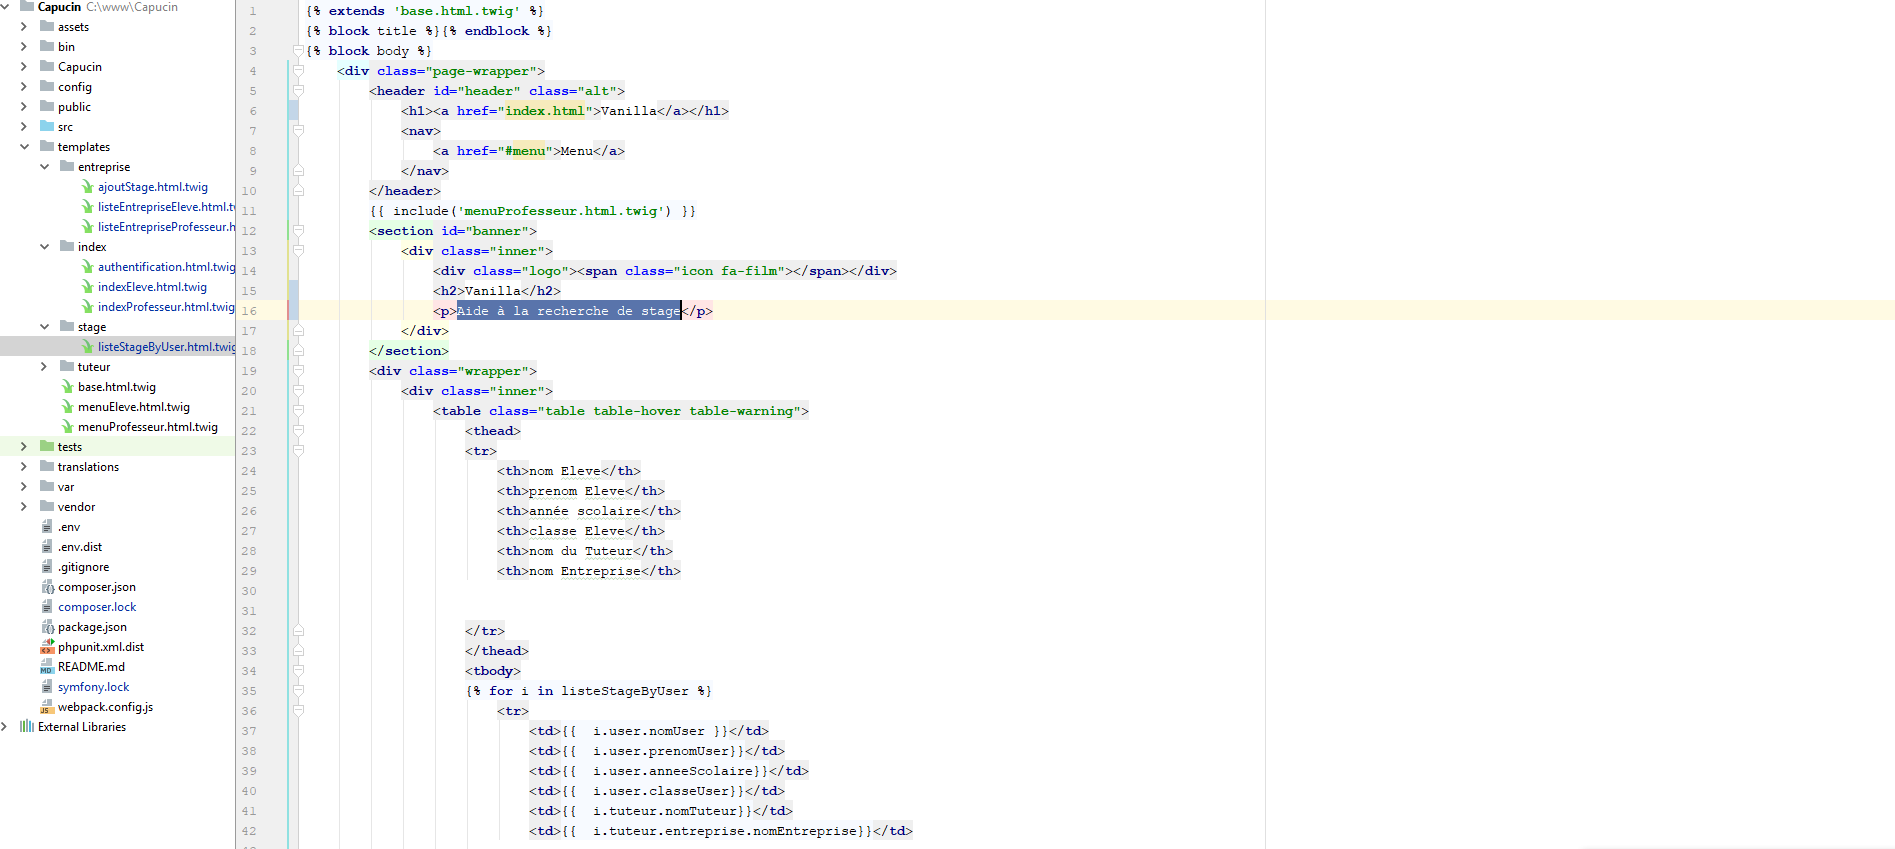 Capucin C:\www\Capucin
assets
bin
Capucin
config
public
src
templates
entreprise
ajoutStage.html.twig
listeEntrepriseEleve.html.tw
listeEntrepriseProfesseur.h
index
authentification.html.twig
indexEleve.html.twig
indexProfesseur.html.twig
stage
listeStageByUser.html.twig
tuteur
base.html.twig
menuEleve.html.twig
menuProfesseur.html.twig
tests
translations
var
vendor
.env
.env.dist
.gitignore
composer.json
composer.lock
package.json
phpunit.xml.dist
README.md
symfony.lock
webpack.config.js
External Libraries
1 {% extends 'base.html.twig' %}
2 {% block title %}{% endblock %}
3 {% block body %}
4 <div class="page-wrapper">
5 <header id="header" class="alt">
6 <h1><a href="index.html">Vanilla</a></h1>
7 <nav>
8 <a href="#menu">Menu</a>
9 </nav>
10 </header>
11 {{ include('menuProfesseur.html.twig') }}
12 <section id="banner">
13 <div class="inner">
14 <div class="logo"><span class="icon fa-film"></span></div>
15 <h2>Vanilla</h2>
16 <p>Aide à la recherche de stage</p>
17 </div>
18 </section>
19 <div class="wrapper">
20 <div class="inner">
21 <table class="table table-hover table-warning">
22 <thead>
23 <tr>
24 <th>nom Eleve</th>
25 <th>prenom Eleve</th>
26 <th>année scolaire</th>
27 <th>classe Eleve</th>
28 <th>nom du Tuteur</th>
29 <th>nom Entreprise</th>
30
31
32 </tr>
33 </thead>
34 <tbody>
35 {% for i in listeStageByUser %}
36 <tr>
37 <td>{{  i.user.nomUser }}</td>
38 <td>{{  i.user.prenomUser}}</td>
39 <td>{{  i.user.anneeScolaire}}</td>
40 <td>{{  i.user.classeUser}}</td>
41 <td>{{  i.tuteur.nomTuteur}}</td>
42 <td>{{  i.tuteur.entreprise.nomEntreprise}}</td>